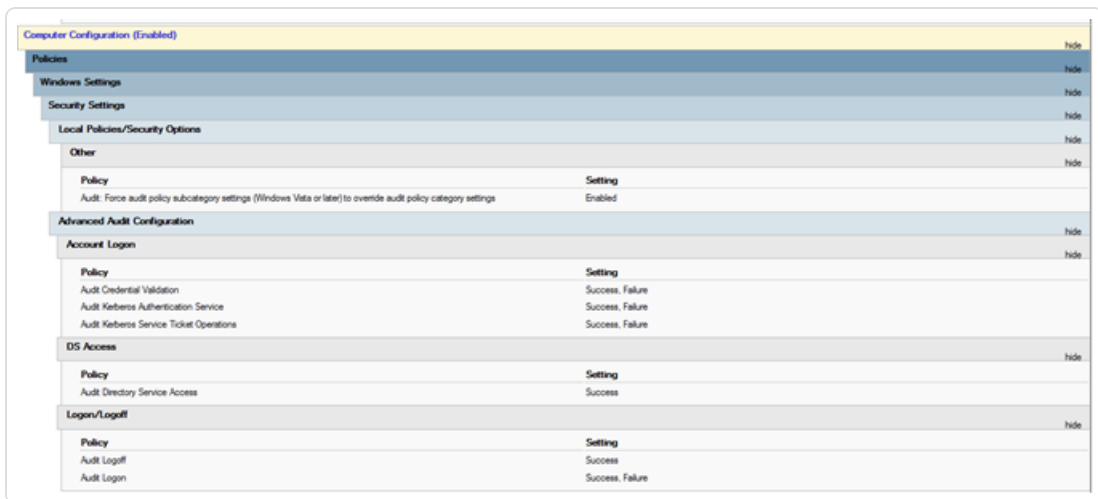 Computer Configuration (Enabled)
hide
Policies
hide
Windows Settings
hide
Security Settings
hide
Local Policies/Security Options
hide
Other
hide
Policy Setting
Audit: Force audit policy subcategory settings (Windows Vista or later) to override audit policy category settings Enabled
Advanced Audit Configuration
hide
Account Logon
hide
Policy Setting
Audit Credential Validation Success, Failure
Audit Kerberos Authentication Service Success, Failure
Audit Kerberos Service Ticket Operations Success, Failure
DS Access
hide
Policy Setting
Audit Directory Service Access Success
Logon/Logoff
hide
Policy Setting
Audit Logoff Success
Audit Logon Success, Failure